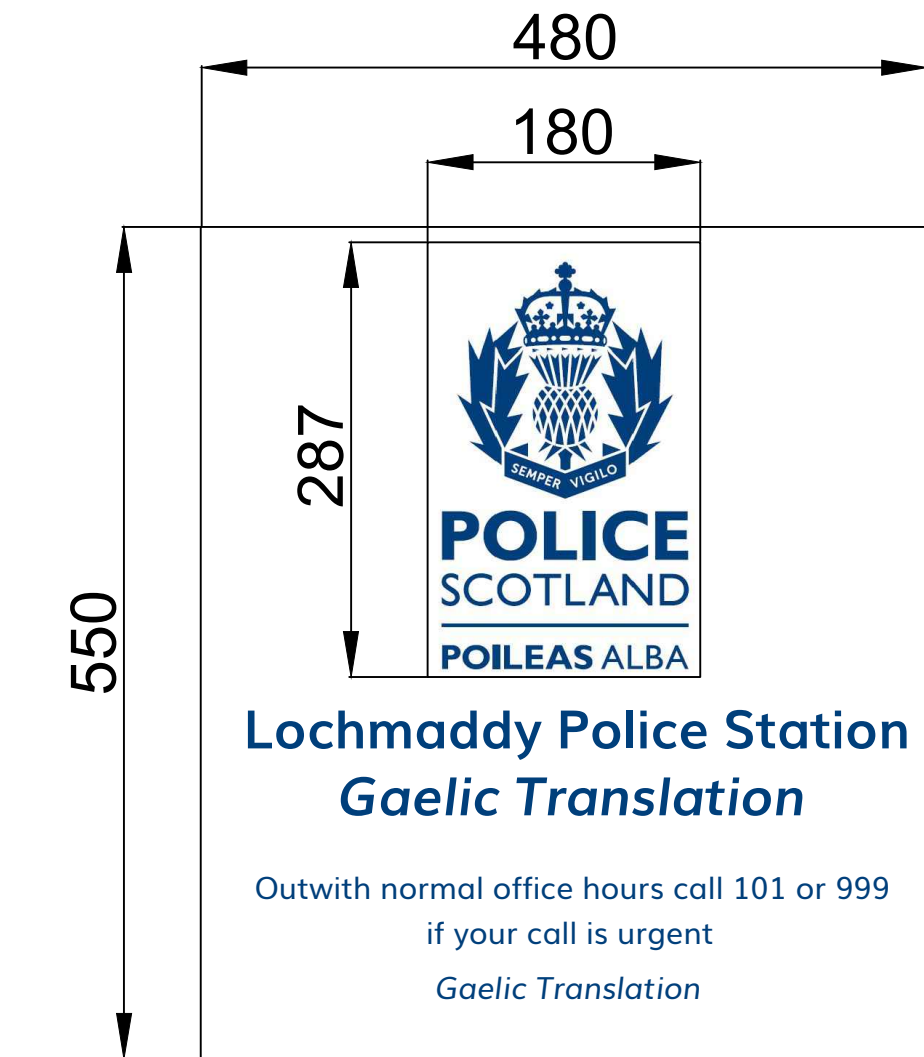 480
180
287
550
SEMPER VIGILO
POLICE
SCOTLAND
POILEAS ALBA
Lochmaddy Police Station
Gaelic Translation
Outwith normal office hours call 101 or 999
if your call is urgent
Gaelic Translation